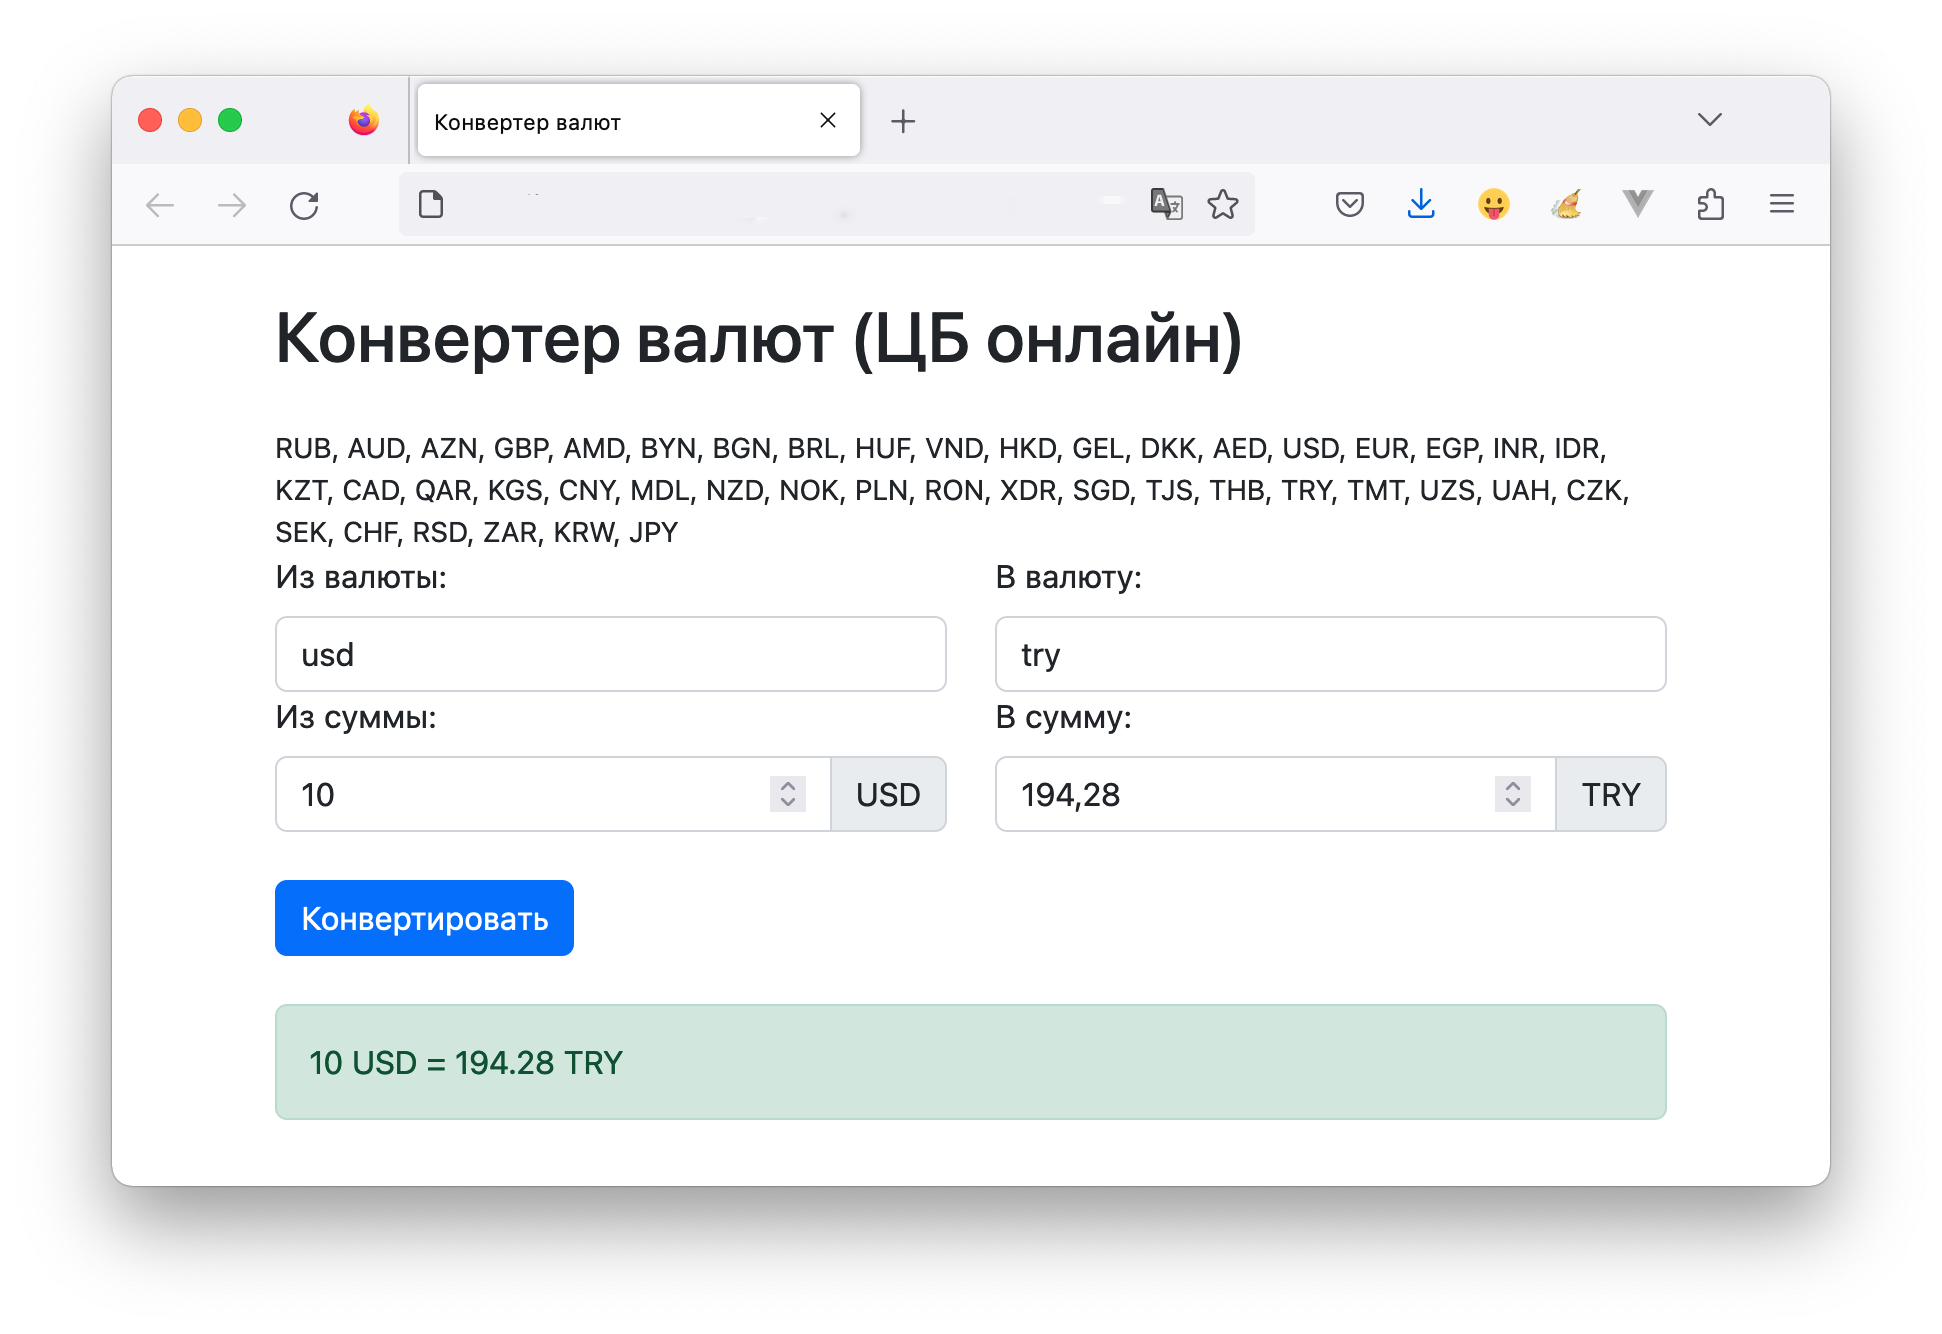 Конвертер валют
Конвертер валют (ЦБ онлайн)
RUB, AUD, AZN, GBP, AMD, BYN, BGN, BRL, HUF, VND, HKD, GEL, DKK, AED, USD, EUR, EGP, INR, IDR,
KZT, CAD, QAR, KGS, CNY, MDL, NZD, NOK, PLN, RON, XDR, SGD, TJS, THB, TRY, TMT, UZS, UAH, CZK,
SEK, CHF, RSD, ZAR, KRW, JPY
Из валюты:
В валюту:
usd
try
Из суммы:
В сумму:
10 USD
194,28 TRY
Конвертировать
10 USD = 194.28 TRY